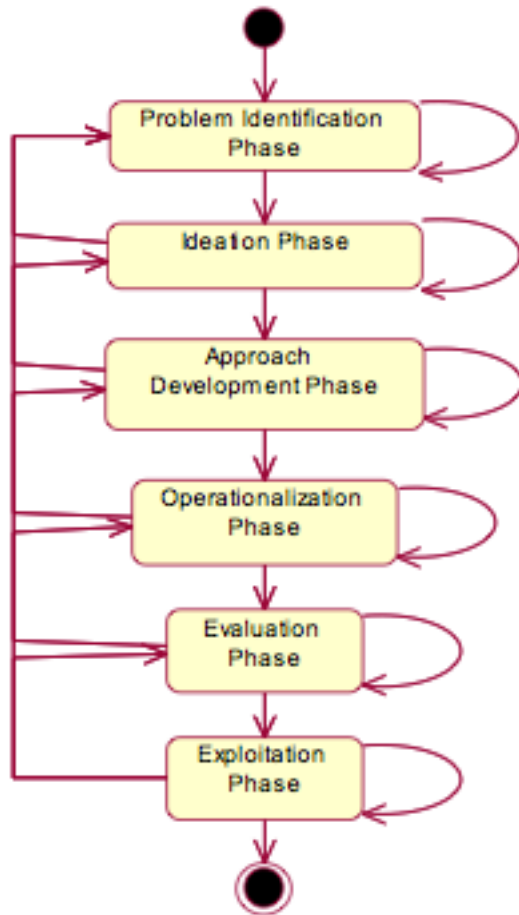 Problem Identification
Phase
Ideation Phase
Approach
Development Phase
Operationalization
Phase
Evaluation
Phase
Exploitation
Phase